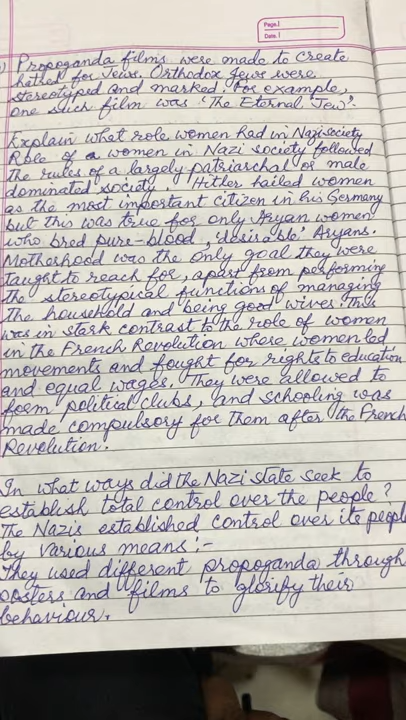 Page:
Date:
Propoganda films were made to create
hatred for Jews. Orthodox Jews were
stereotyped and marked. For example,
one such film was 'The Eternal Jew'.
Explain what role women had in Nazi society
Role of a women in Nazi society followed
the rules of a largely patriarchal or male
dominated society. Hitler hailed women
as the most important citizen in his Germany
but this was true for only Aryan women
who bred pure-blood, 'desirable' Aryans.
Motherhood was the only goal they were
taught to reach for, apart from performing
the stereotypical functions of managing
the household and being good wives. This
was in stark contrast to the role of women
in the French Revolution where women led
movements and fought for rights to education
and equal wages. They were allowed to
form political clubs, and schooling was
made compulsory for them after the French
Revolution.
In what ways did the Nazi state seek to
establish total control over the people?
The Nazis established control over its people
by various means:-
They used different propoganda through
posters and films to glorify their
behaviour.